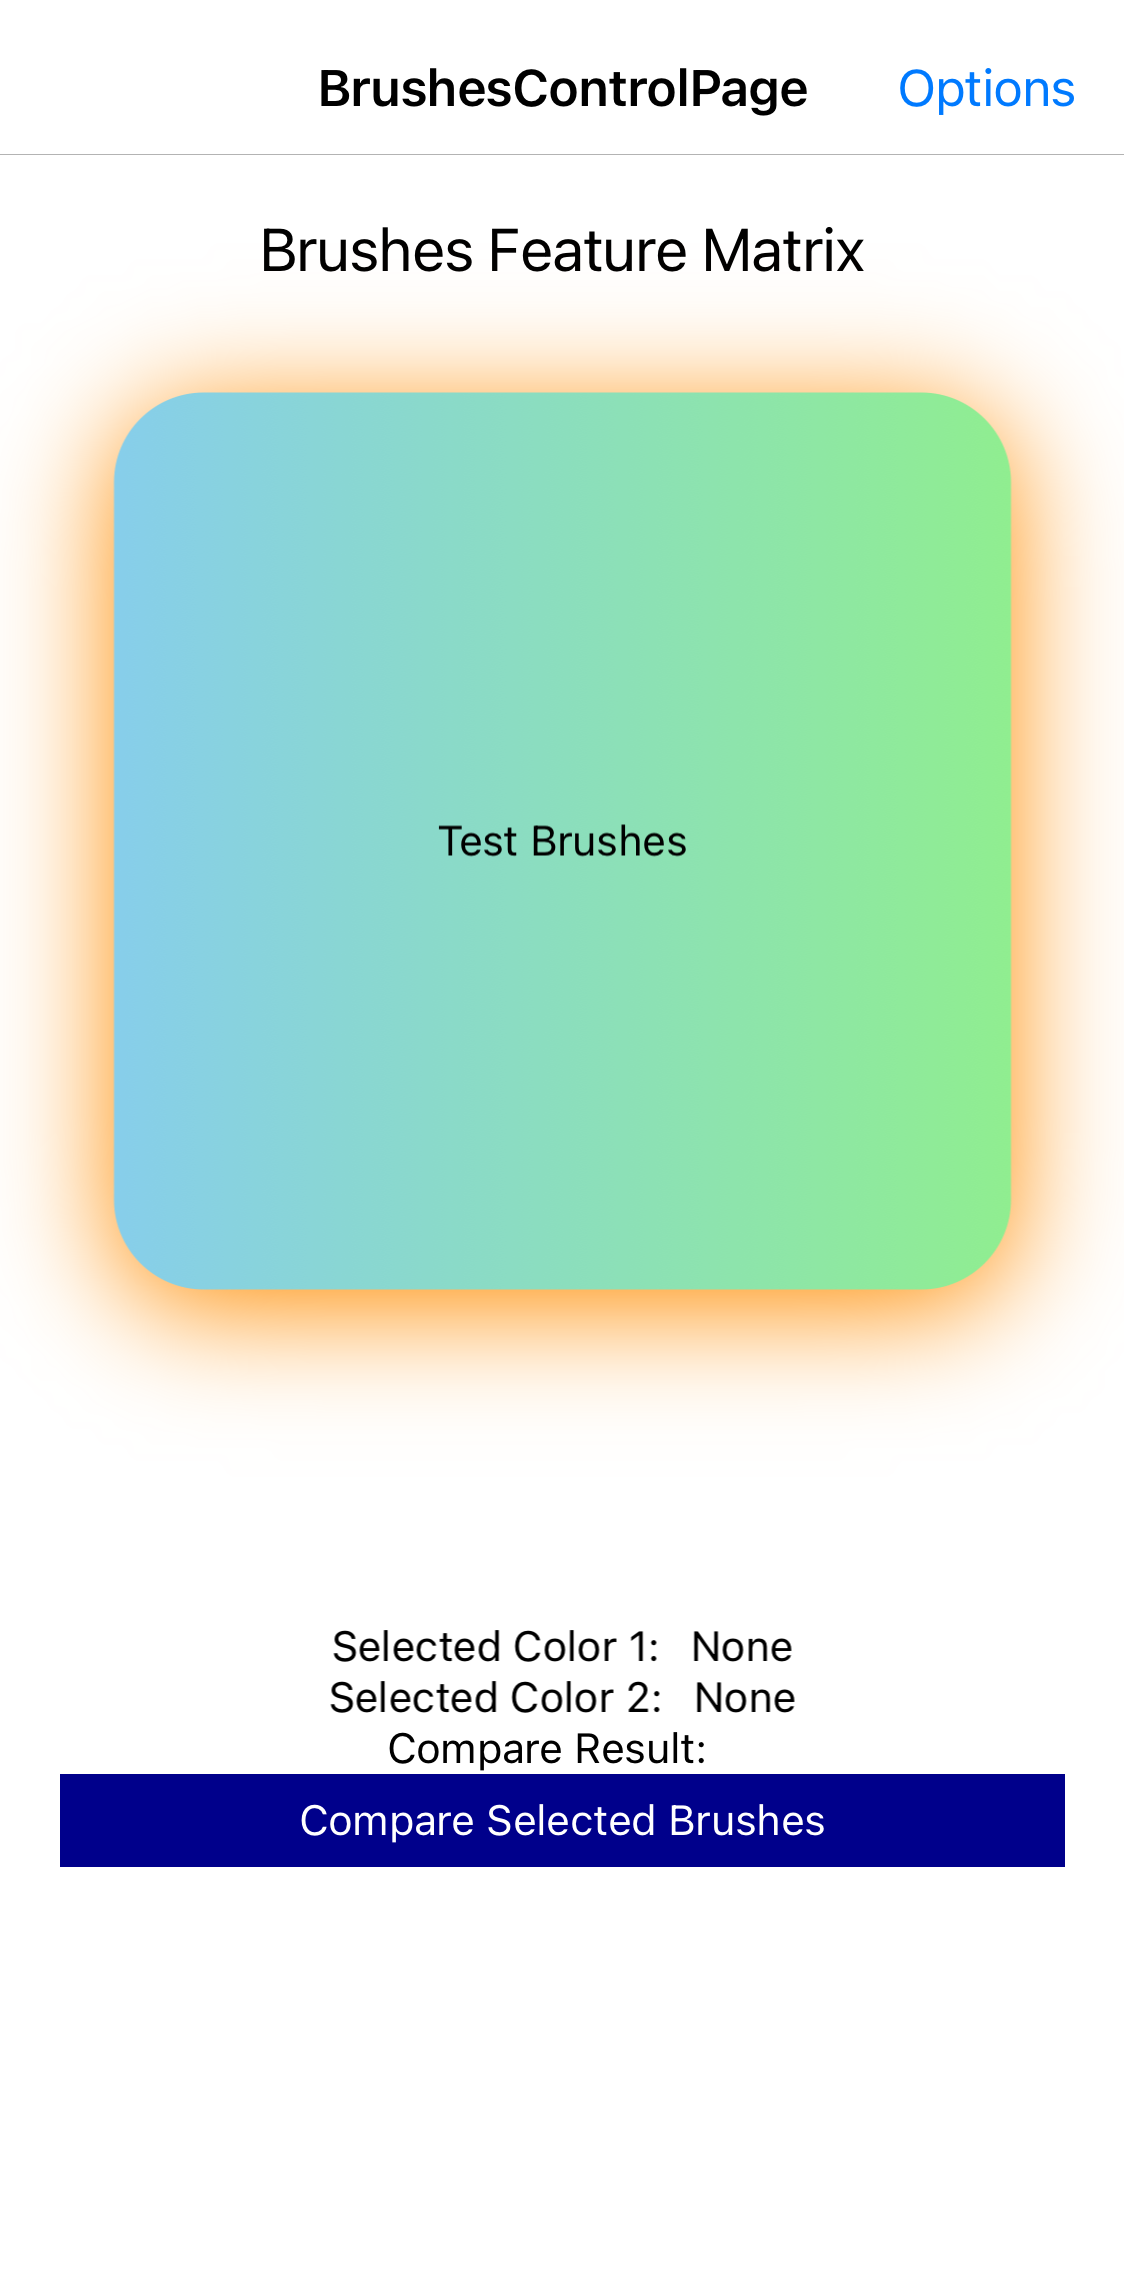 BrushesControlPage Options
Brushes Feature Matrix
Test Brushes
Selected Color 1: None
Selected Color 2: None
Compare Result:
Compare Selected Brushes